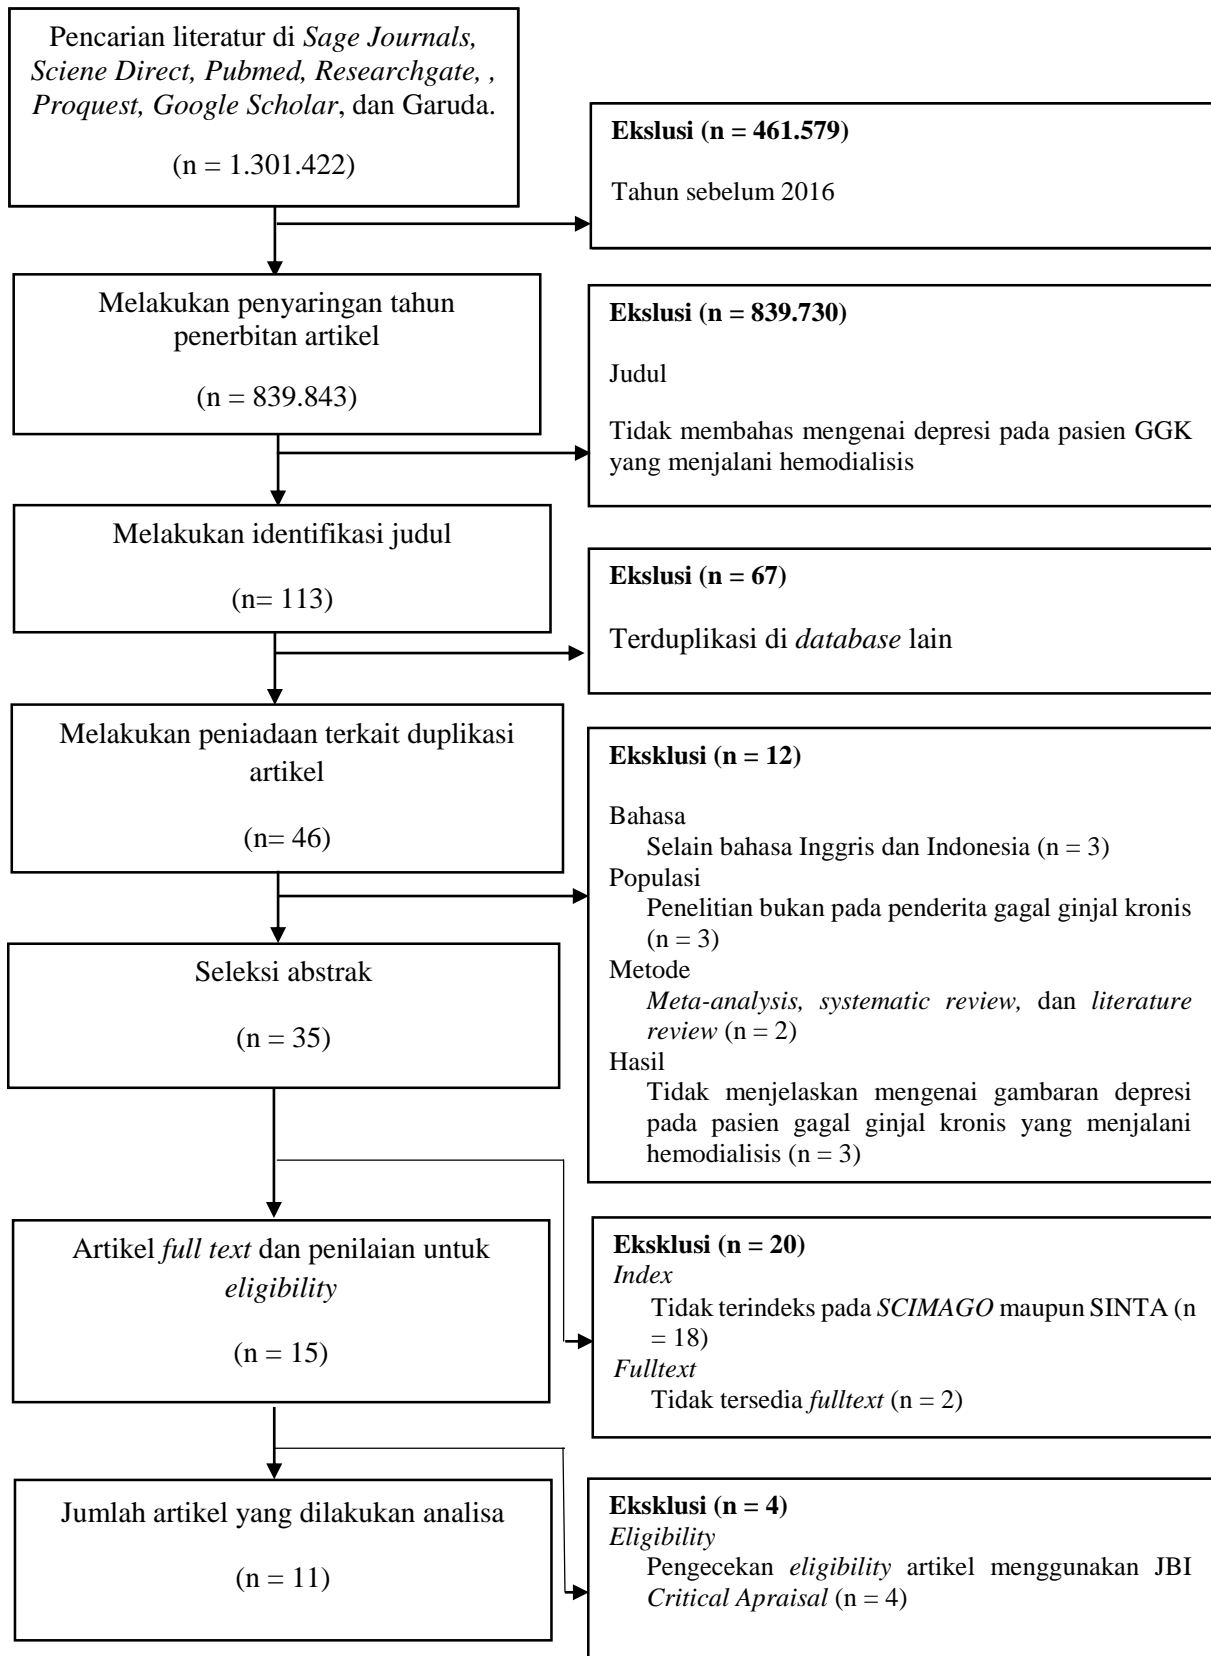 Pencarian literatur di Sage Journals,
Sciene Direct, Pubmed, Researchgate, ,
Proquest, Google Scholar, dan Garuda.
(n = 1.301.422)
Ekslusi (n = 461.579)
Tahun sebelum 2016
Melakukan penyaringan tahun
penerbitan artikel
(n = 839.843)
Ekslusi (n = 839.730)
Judul
Tidak membahas mengenai depresi pada pasien GGK
yang menjalani hemodialisis
Melakukan identifikasi judul
(n= 113)
Ekslusi (n = 67)
Terduplikasi di database lain
Melakukan peniadaan terkait duplikasi
artikel
(n= 46)
Eksklusi (n = 12)
Bahasa
Selain bahasa Inggris dan Indonesia (n = 3)
Populasi
Penelitian bukan pada penderita gagal ginjal kronis
(n = 3)
Metode
Meta-analysis, systematic review, dan literature
review (n = 2)
Hasil
Tidak menjelaskan mengenai gambaran depresi
pada pasien gagal ginjal kronis yang menjalani
hemodialisis (n = 3)
Seleksi abstrak
(n = 35)
Artikel full text dan penilaian untuk
eligibility
(n = 15)
Eksklusi (n = 20)
Index
Tidak terindeks pada SCIMAGO maupun SINTA (n
= 18)
Fulltext
Tidak tersedia fulltext (n = 2)
Jumlah artikel yang dilakukan analisa
(n = 11)
Eksklusi (n = 4)
Eligibility
Pengecekan eligibility artikel menggunakan JBI
Critical Apraisal (n = 4)